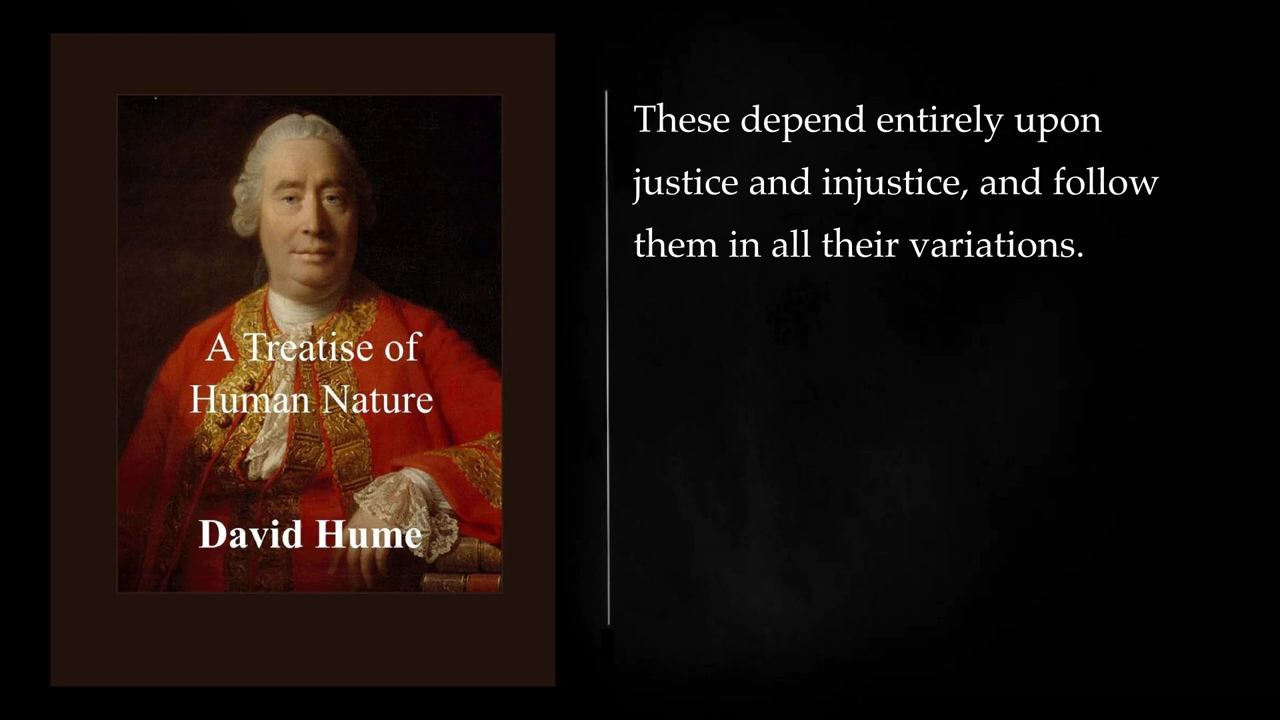 A Treatise of
Human Nature
David Hume
These depend entirely upon
justice and injustice, and follow
them in all their variations.